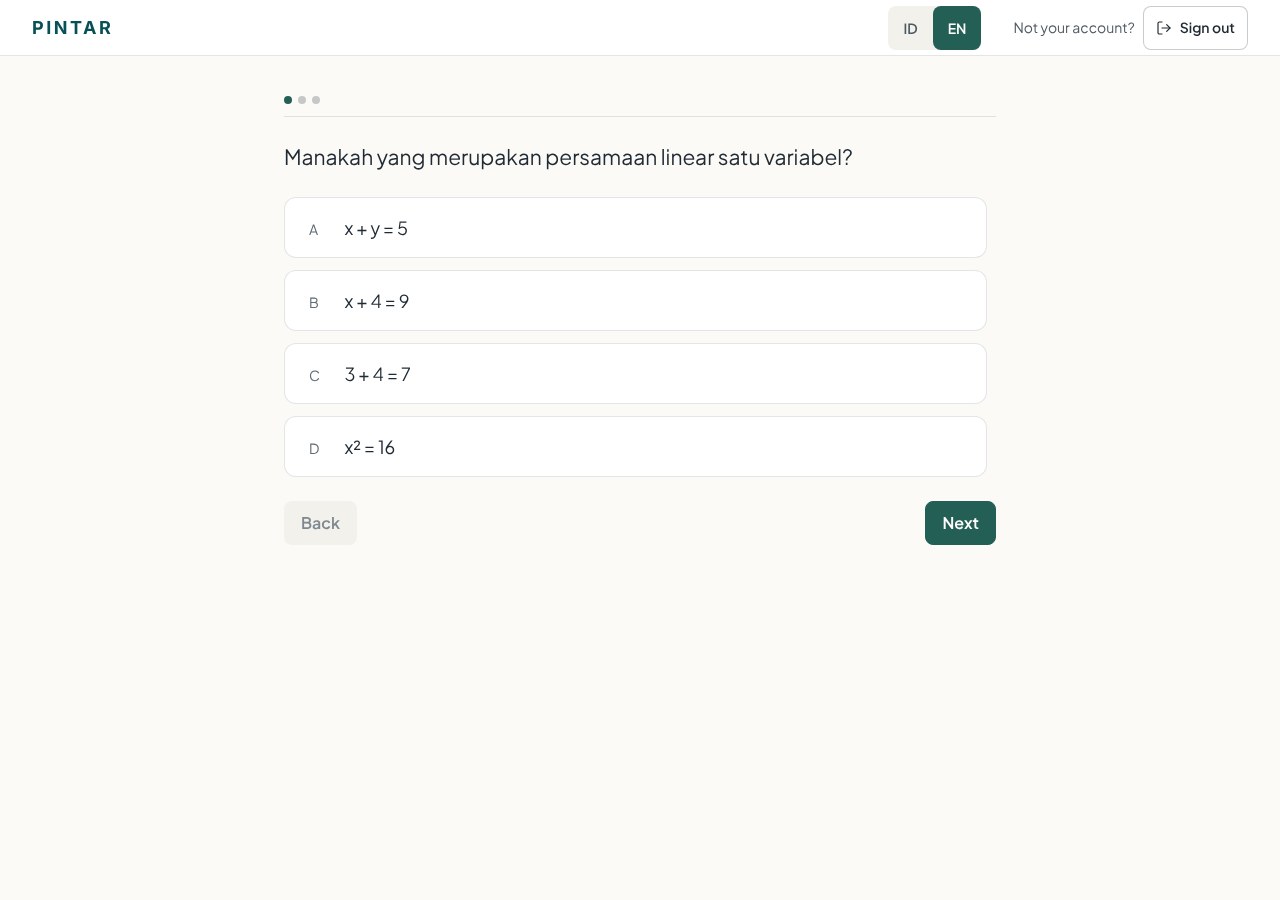 PINTAR
ID
EN
Not your account?
Sign out
Manakah yang merupakan persamaan linear satu variabel?
A x + y = 5
B x + 4 = 9
C 3 + 4 = 7
D x² = 16
Back
Next